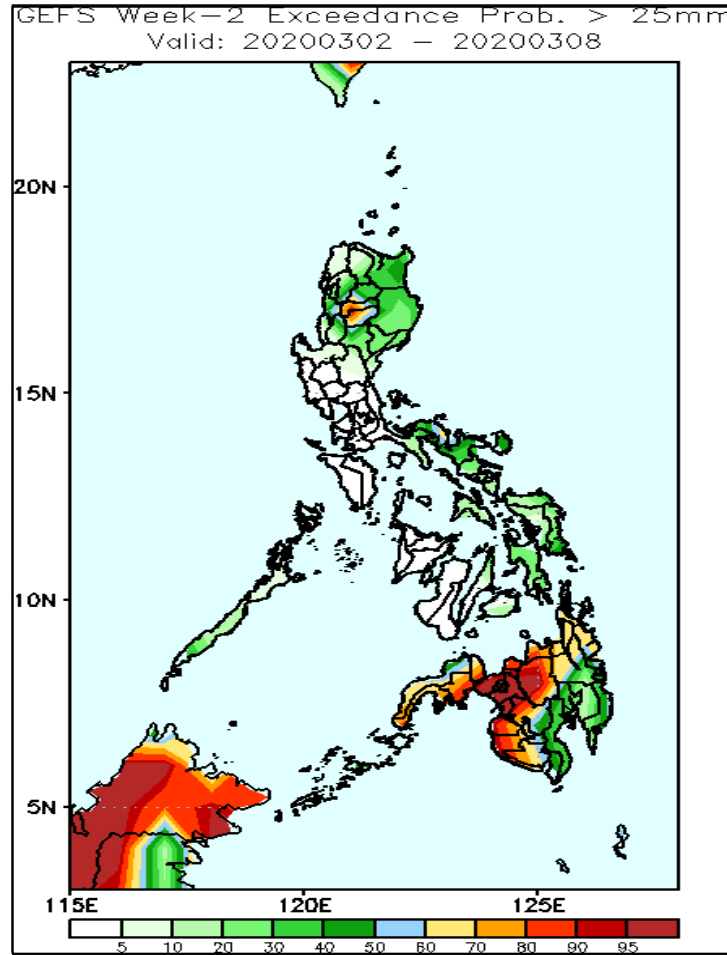 GEFS Week-2 Exceedance Prob. > 25mm
Valid: 20200302 - 20200308
20N
15N
10N
5N
115E 120E 125E
5 10 20 30 40 50 60 70 80 90 95